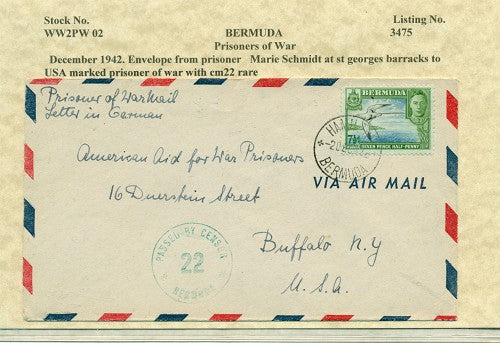 Stock No. BERMUDA Listing No.
WW2PW 02 Prisoners of War 3475
December 1942. Envelope from prisoner Marie Schmidt at st georges barracks to
USA marked prisoner of war with cm22 rare
Prisoner of War Mail
Letter in German
BERMUDA
SEVEN PENCE HALF-PENNY
BERMUDA
American Aid for War Prisoners
VIA AIR MAIL
16 Duerstein Street
PASSED BY CENSOR
22
BERMUDA
Buffalo N.Y
U.S.A.